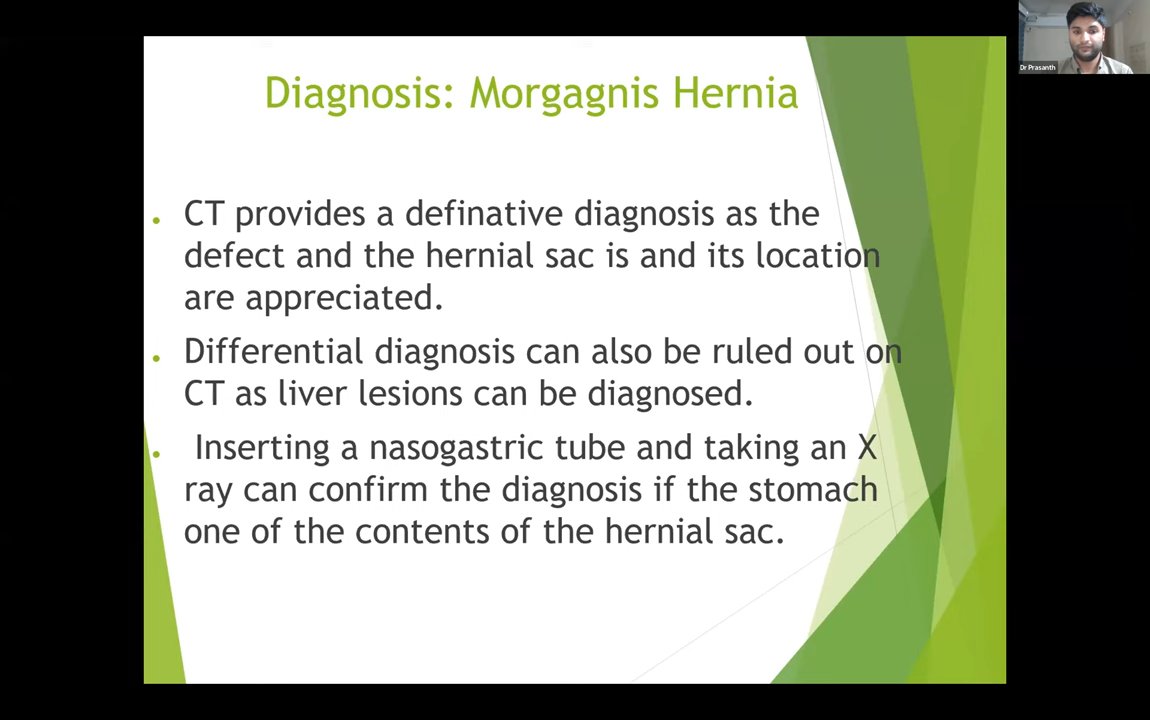 Diagnosis: Morgagnis Hernia
Dr Prasanth
. CT provides a definative diagnosis as the
defect and the hernial sac is and its location
are appreciated.
. Differential diagnosis can also be ruled out on
CT as liver lesions can be diagnosed.
. Inserting a nasogastric tube and taking an X
ray can confirm the diagnosis if the stomach
one of the contents of the hernial sac.